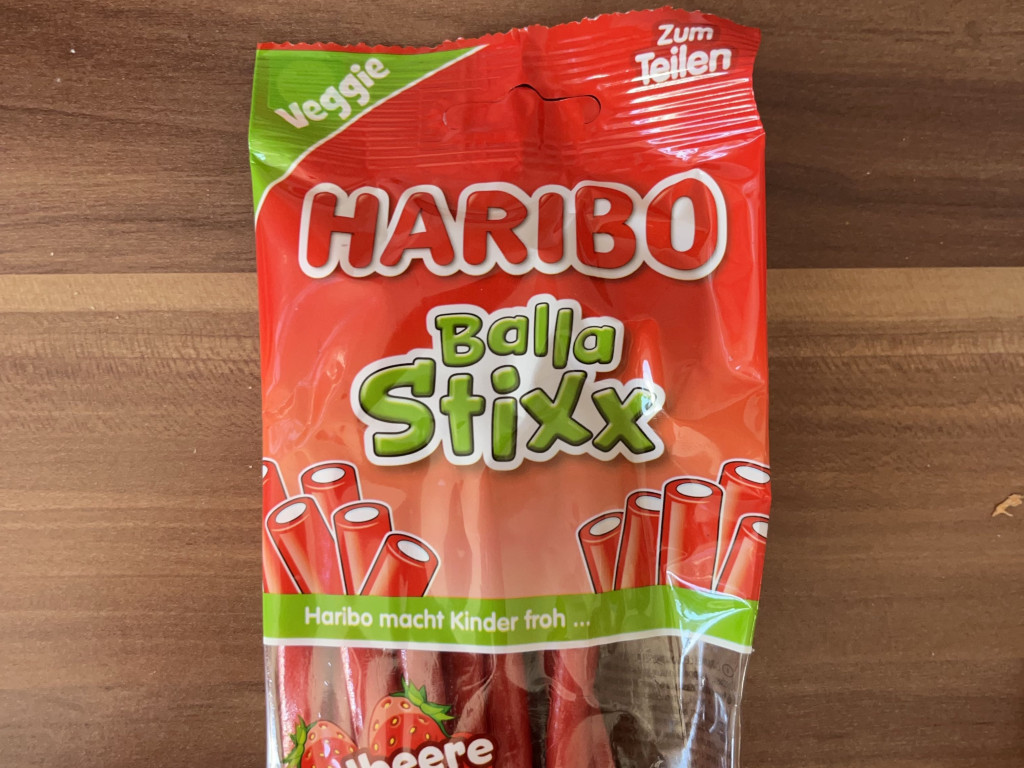 Veggie
Zum
Teilen
HARIBO
Balla
Stixx
Haribo macht Kinder froh ...